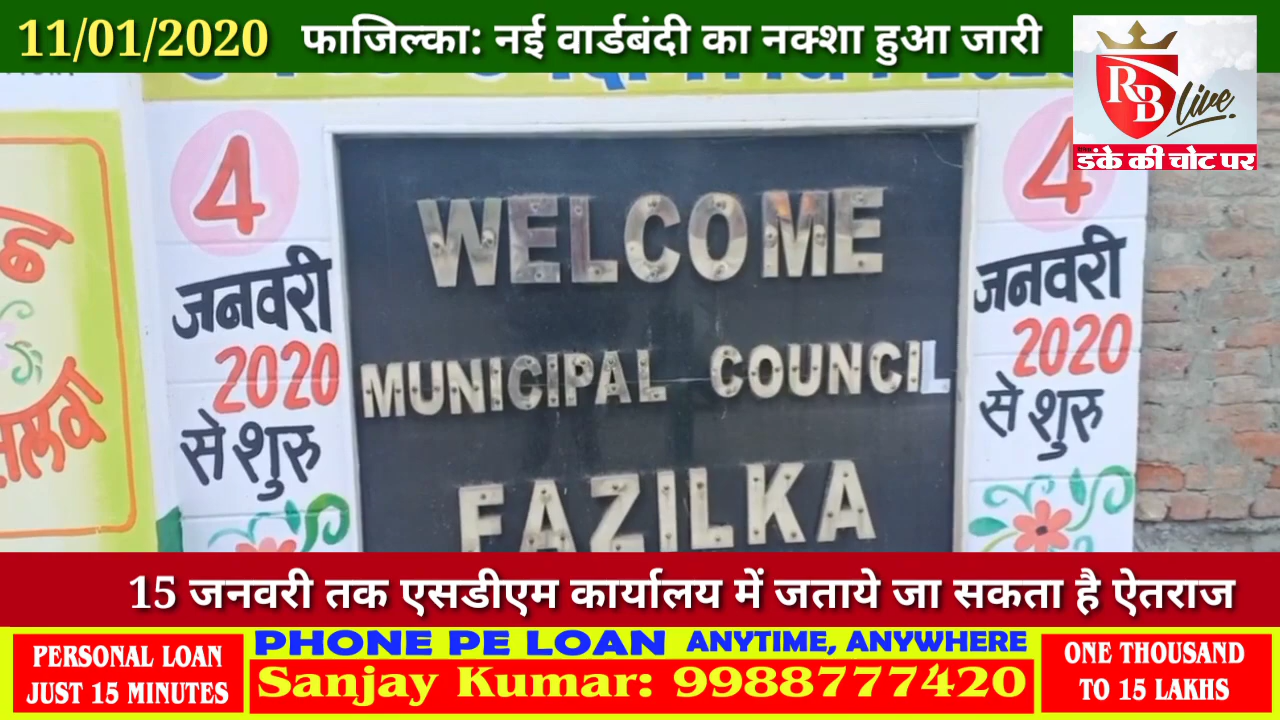 11/01/2020
फाजिल्का: नई वार्डबंदी का नक्शा हुआ जारी
RB Live.
डंके की चोट पर
4
जनवरी
2020
से शुरु
WELCOME
MUNICIPAL COUNCIL
FAZILKA
4
जनवरी
2020
से शुरु
15 जनवरी तक एसडीएम कार्यालय में जताये जा सकता है ऐतराज
PERSONAL LOAN
JUST 15 MINUTES
PHONE PE LOAN ANYTIME, ANYWHERE
Sanjay Kumar: 9988777420
ONE THOUSAND
TO 15 LAKHS